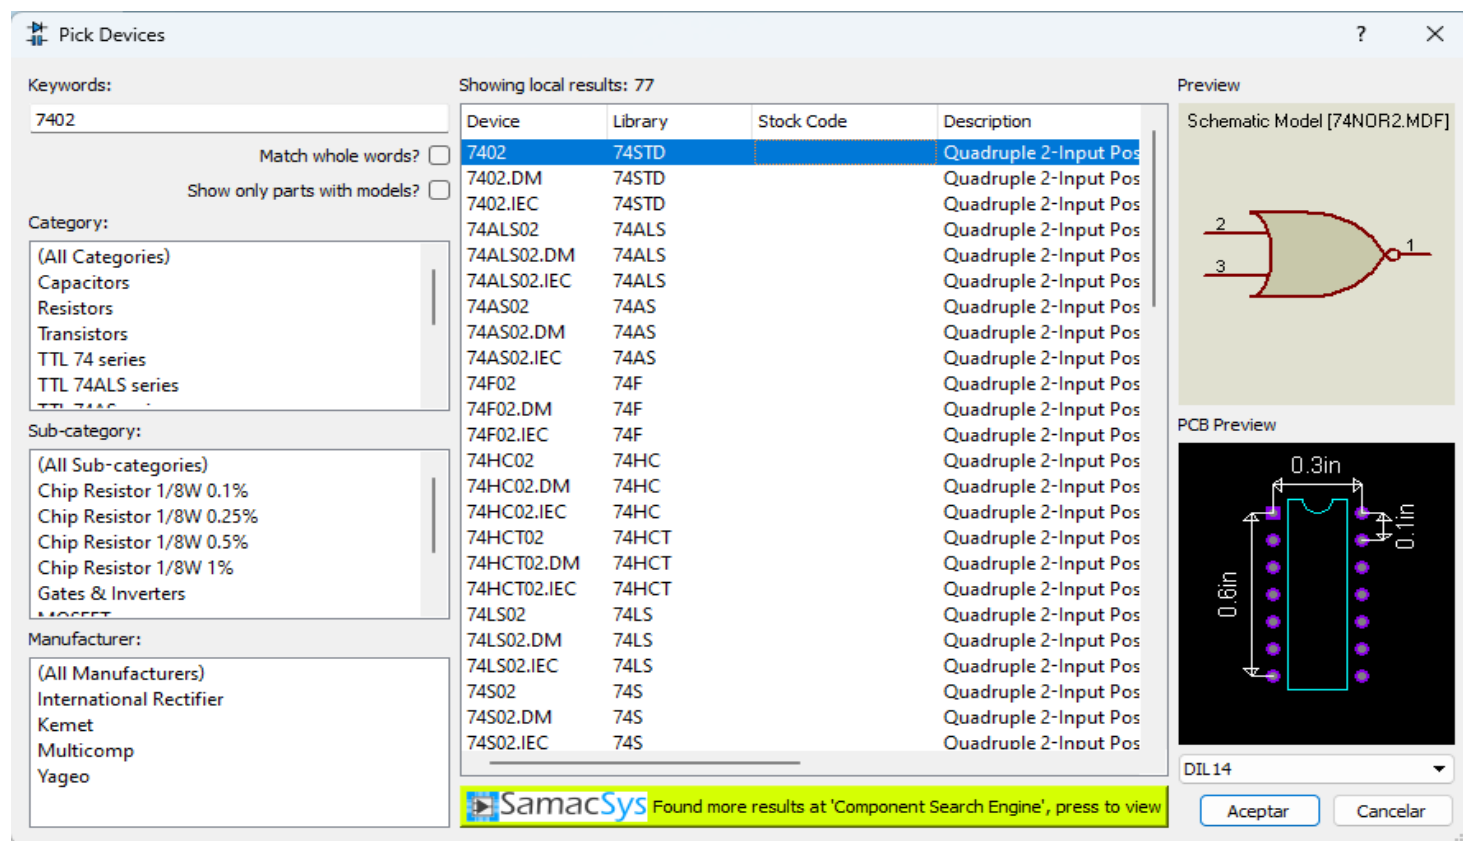 Pick Devices
?
Keywords:
7402
Match whole words?
Show only parts with models?
Category:
(All Categories)
Capacitors
Resistors
Transistors
TTL 74 series
TTL 74ALS series
Sub-category:
(All Sub-categories)
Chip Resistor 1/8W 0.1%
Chip Resistor 1/8W 0.25%
Chip Resistor 1/8W 0.5%
Chip Resistor 1/8W 1%
Gates & Inverters
MOSFET
Manufacturer:
(All Manufacturers)
International Rectifier
Kemet
Multicomp
Yageo
Showing local results: 77
Device Library Stock Code Description
7402 74STD Quadruple 2-Input Pos
7402.DM 74STD Quadruple 2-Input Pos
7402.IEC 74STD Quadruple 2-Input Pos
74ALS02 74ALS Quadruple 2-Input Pos
74ALS02.DM 74ALS Quadruple 2-Input Pos
74ALS02.IEC 74ALS Quadruple 2-Input Pos
74AS02 74AS Quadruple 2-Input Pos
74AS02.DM 74AS Quadruple 2-Input Pos
74AS02.IEC 74AS Quadruple 2-Input Pos
74F02 74F Quadruple 2-Input Pos
74F02.DM 74F Quadruple 2-Input Pos
74F02.IEC 74F Quadruple 2-Input Pos
74HC02 74HC Quadruple 2-Input Pos
74HC02.DM 74HC Quadruple 2-Input Pos
74HC02.IEC 74HC Quadruple 2-Input Pos
74HCT02 74HCT Quadruple 2-Input Pos
74HCT02.DM 74HCT Quadruple 2-Input Pos
74HCT02.IEC 74HCT Quadruple 2-Input Pos
74LS02 74LS Quadruple 2-Input Pos
74LS02.DM 74LS Quadruple 2-Input Pos
74LS02.IEC 74LS Quadruple 2-Input Pos
74S02 74S Quadruple 2-Input Pos
74S02.DM 74S Quadruple 2-Input Pos
74S02.IEC 74S Quadruple 2-Input Pos
SamacSys Found more results at 'Component Search Engine', press to view
Preview
Schematic Model [74NOR2.MDF]
2
1
3
PCB Preview
0.3in
0.1in
0.6in
DIL14
Aceptar
Cancelar